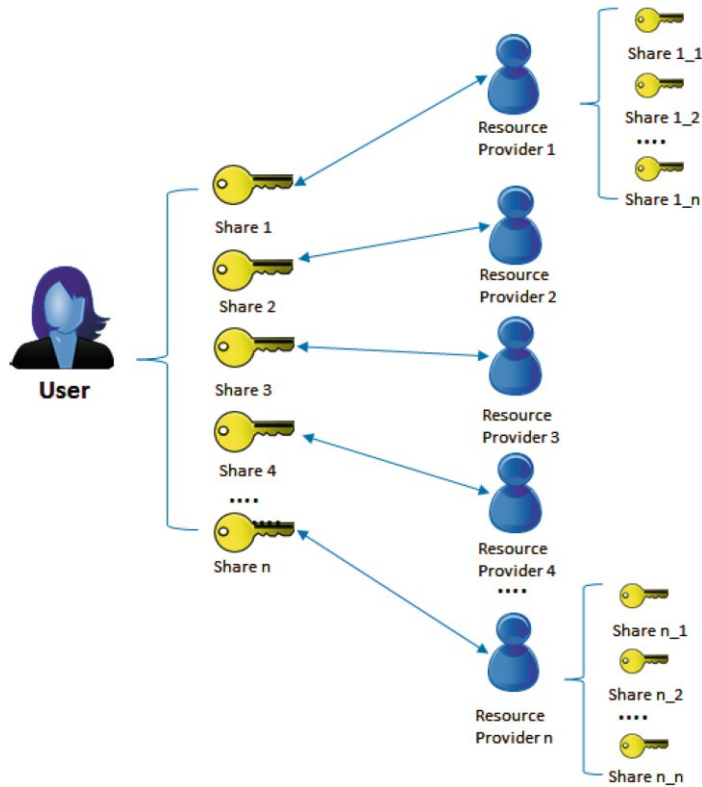 User
Share 1
Share 2
Share 3
Share 4
....
....
Share n
Resource
Provider 1
Resource
Provider 2
Resource
Provider 3
Resource
Provider 4
....
Resource
Provider n
Share 1_1
Share 1_2
....
Share 1_n
Share n_1
Share n_2
....
Share n_n